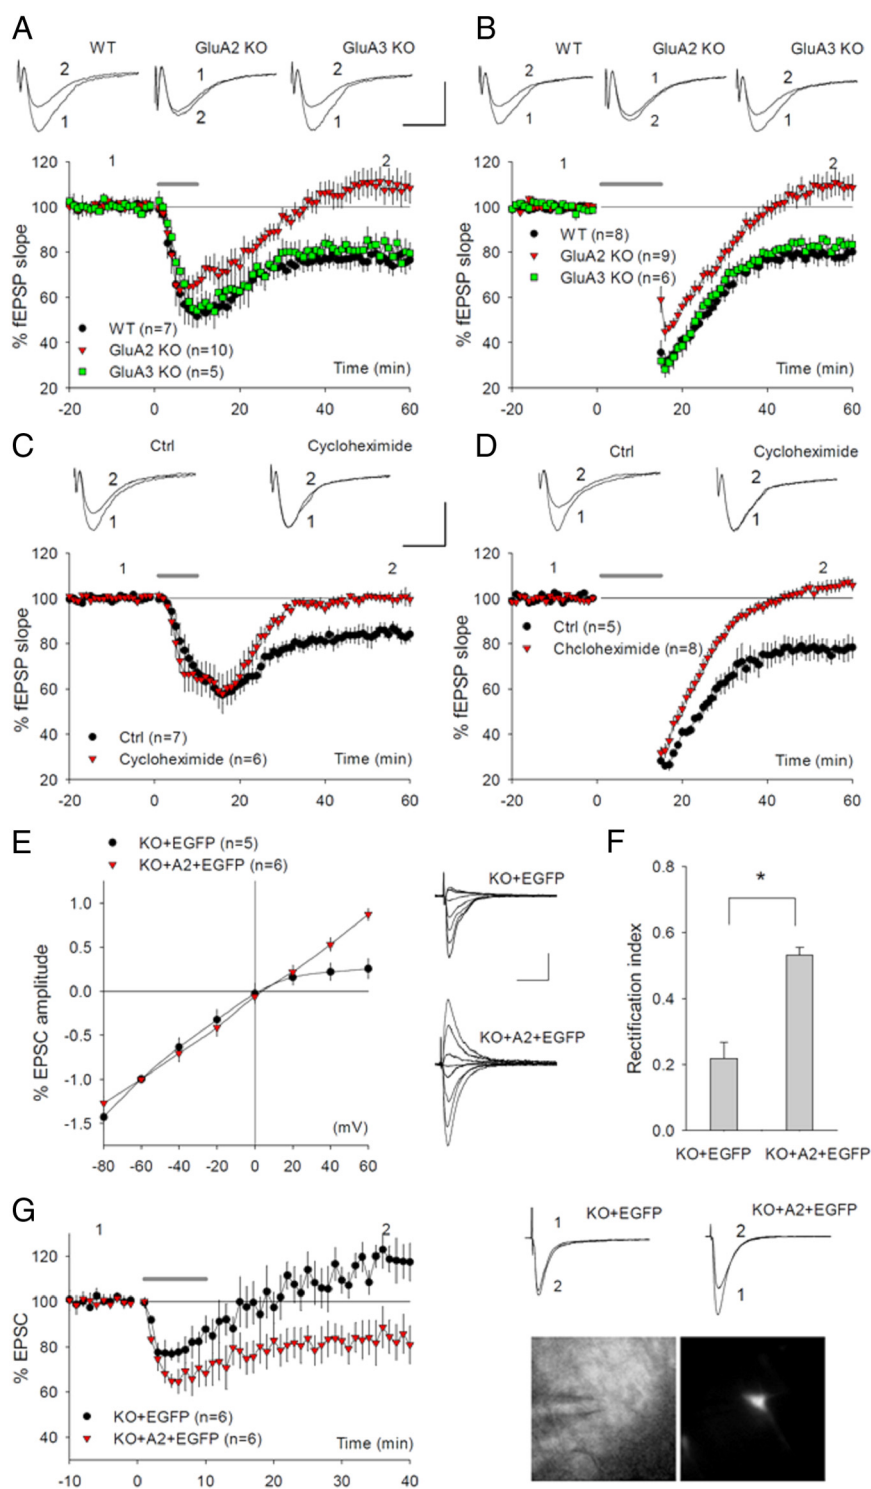 A
WT
GluA2 KO
GluA3 KO
2
1
1
2
2
1
120
100
80
60
40
20
% fEPSP slope
1
2
WT (n=7)
GluA2 KO (n=10)
GluA3 KO (n=5)
Time (min)
-20 0 20 40 60
B
WT
GluA2 KO
GluA3 KO
2
1
1
2
2
1
120
100
80
60
40
20
% fEPSP slope
1
2
WT (n=8)
GluA2 KO (n=9)
GluA3 KO (n=6)
Time (min)
-20 0 20 40 60
C
Ctrl
Cycloheximide
2
1
2
1
120
100
80
60
40
20
% fEPSP slope
1
2
Ctrl (n=7)
Cycloheximide (n=6)
Time (min)
-20 0 20 40 60
D
Ctrl
Cycloheximide
2
1
2
1
120
100
80
60
40
20
% fEPSP slope
1
2
Ctrl (n=5)
Chcloheximide (n=8)
Time (min)
-20 0 20 40 60
E
KO+EGFP (n=5)
KO+A2+EGFP (n=6)
1.0
0.5
0.0
-0.5
-1.0
-1.5
% EPSC amplitude
(mV)
-80 -60 -40 -20 0 20 40 60
KO+EGFP
KO+A2+EGFP
F
0.8
0.6
0.4
0.2
0.0
Rectification index
*
KO+EGFP KO+A2+EGFP
G
120
100
80
60
40
% EPSC
1
2
KO+EGFP (n=6)
KO+A2+EGFP (n=6)
Time (min)
-10 0 10 20 30 40
KO+EGFP
KO+A2+EGFP
1
2
2
1